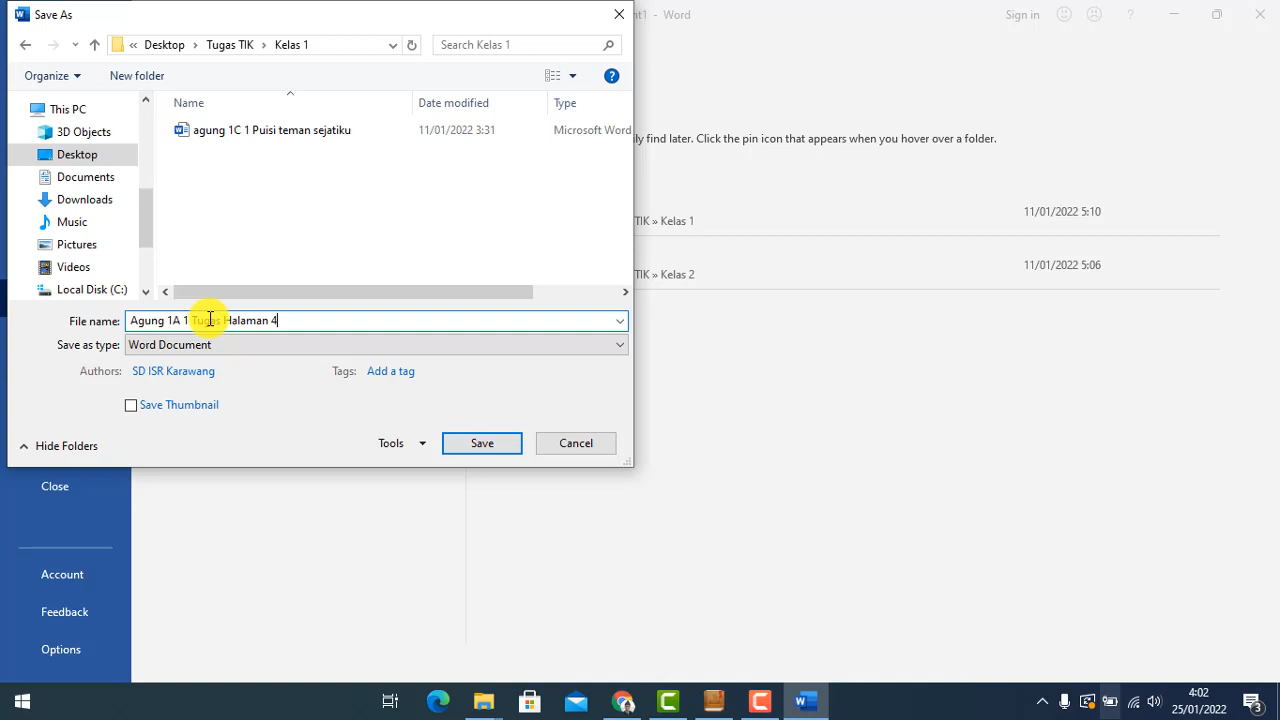 Save As
nt1 - Word
Sign in
Desktop
Tugas TIK
Kelas 1
Search Kelas 1
Organize
New folder
Name
Date modified
Type
This PC
3D Objects
Desktop
Documents
Downloads
Music
Pictures
Videos
Local Disk (C:)
agung 1C 1 Puisi teman sejatiku
11/01/2022 3:31
Microsoft Word
ily find later. Click the pin icon that appears when you hover over a folder.
TIK » Kelas 1
11/01/2022 5:10
TIK » Kelas 2
11/01/2022 5:06
File name:
Agung 1A 1 Tugas Halaman 4
Save as type:
Word Document
Authors:
SD ISR Karawang
Tags:
Add a tag
Save Thumbnail
Hide Folders
Tools
Save
Cancel
Close
Account
Feedback
Options
4:02
25/01/2022
3